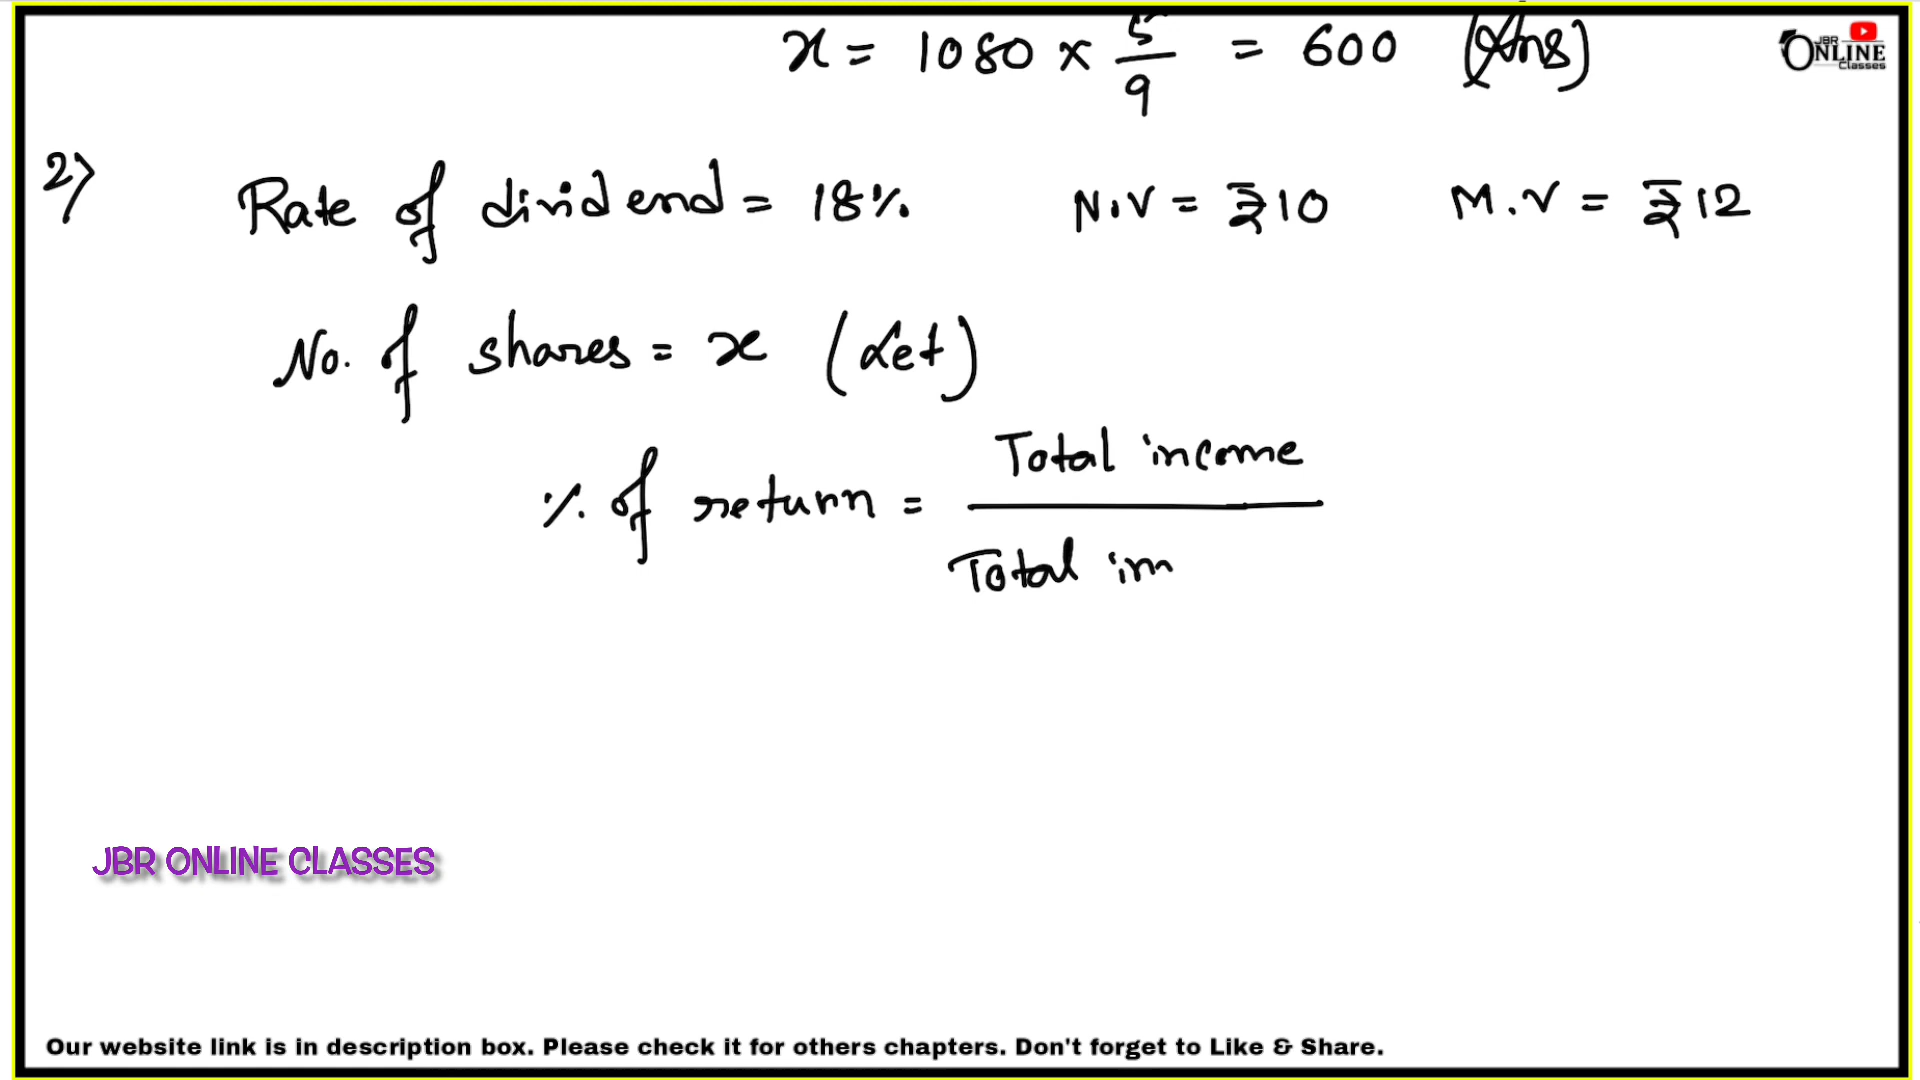 x = 1080 × 5/9 = 600 (Ans)
JBR ONLINE Classes
2) Rate of dividend = 18% N.V = ₹10 M.V = ₹12
No. of shares = x (Let)
% of return = Total income
Total in
JBR ONLINE CLASSES
Our website link is in description box. Please check it for others chapters. Don't forget to Like & Share.